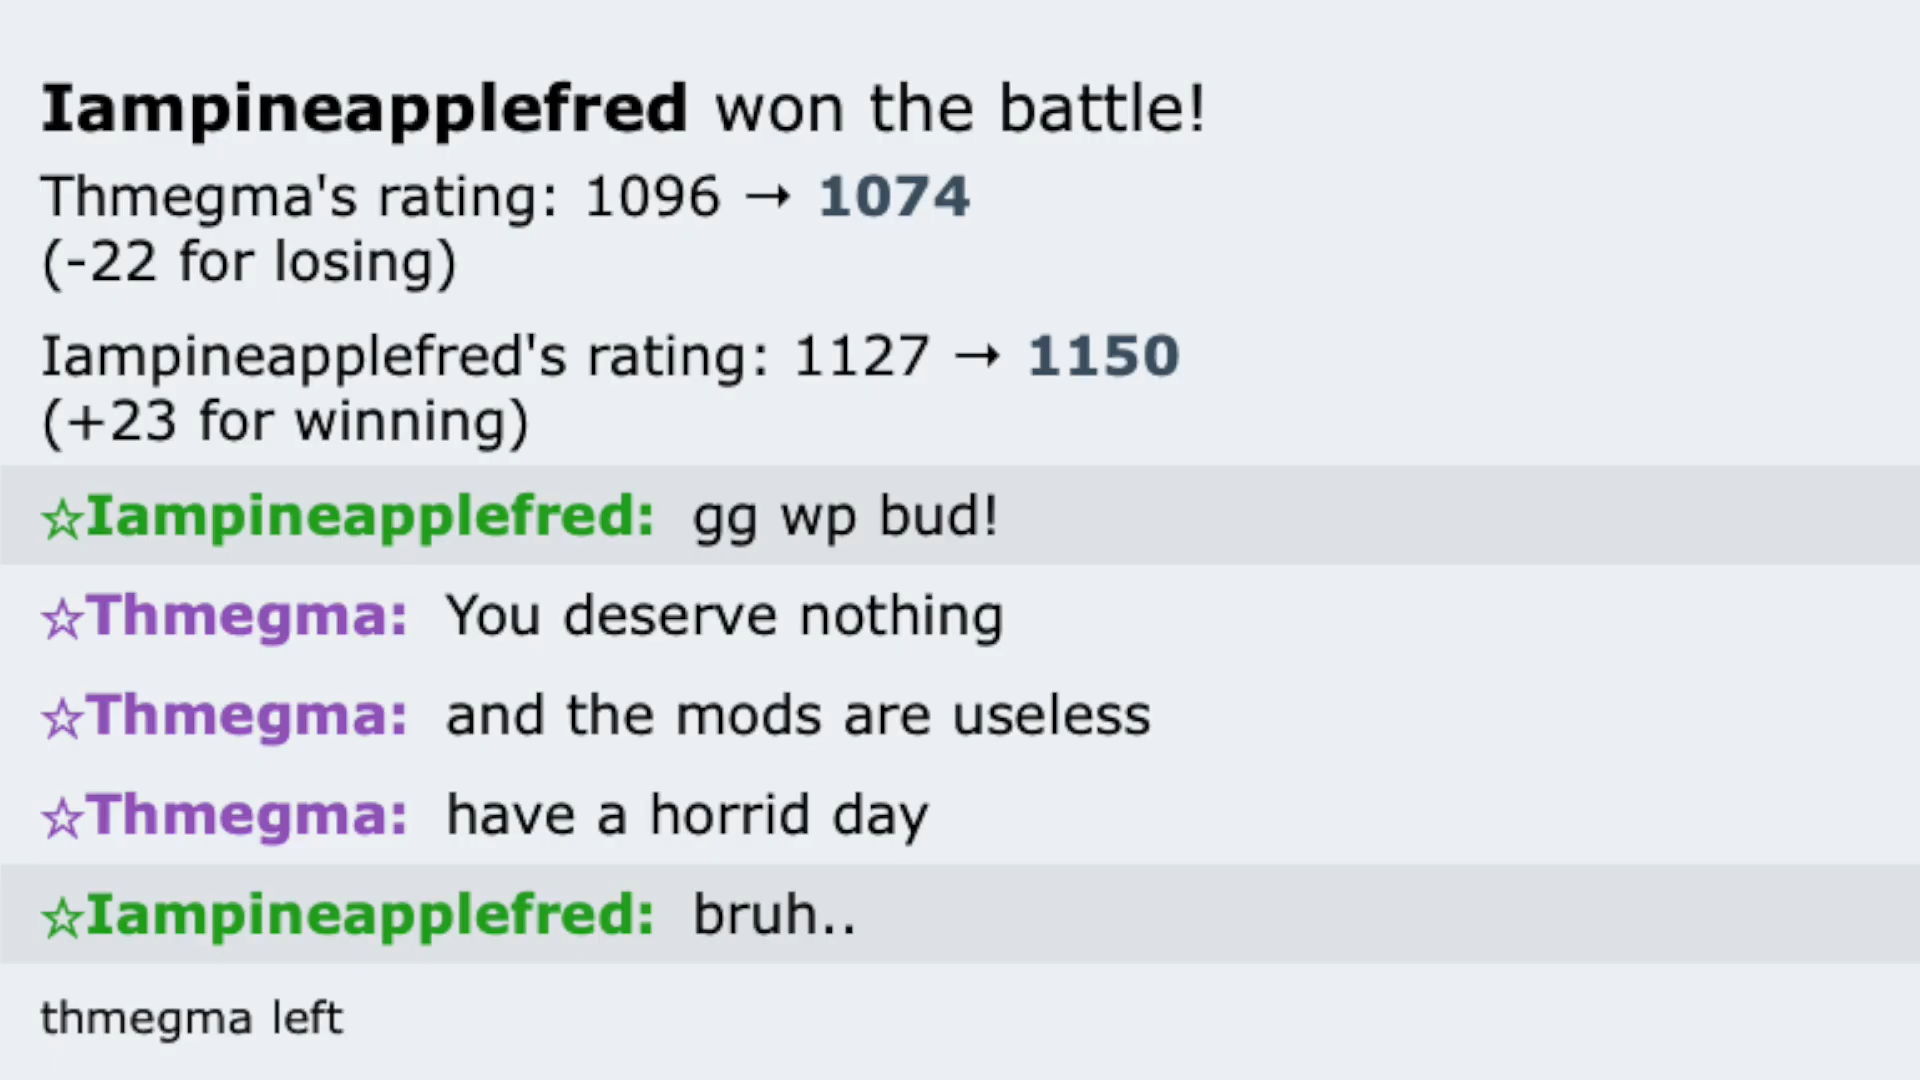 Iampineapplefred won the battle!
Thmegma's rating: 1096 → 1074
(-22 for losing)
Iampineapplefred's rating: 1127 → 1150
(+23 for winning)
☆Iampineapplefred: gg wp bud!
☆Thmegma: You deserve nothing
☆Thmegma: and the mods are useless
☆Thmegma: have a horrid day
☆Iampineapplefred: bruh..
thmegma left